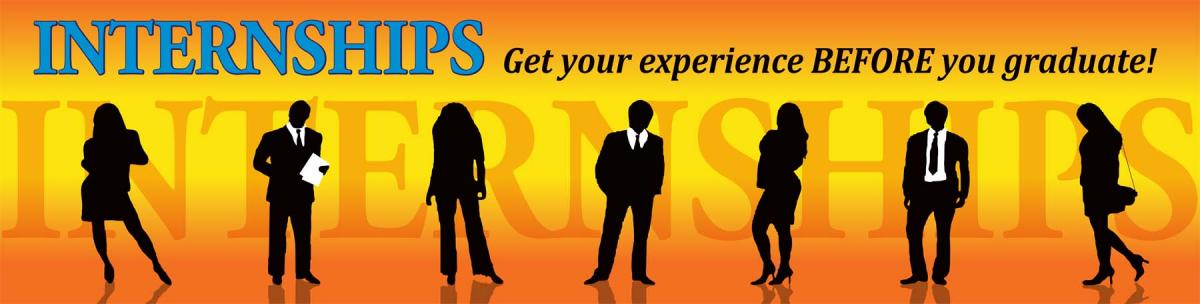 INTERNSHIPS Get your experience BEFORE you graduate!
INTERNSHIPS